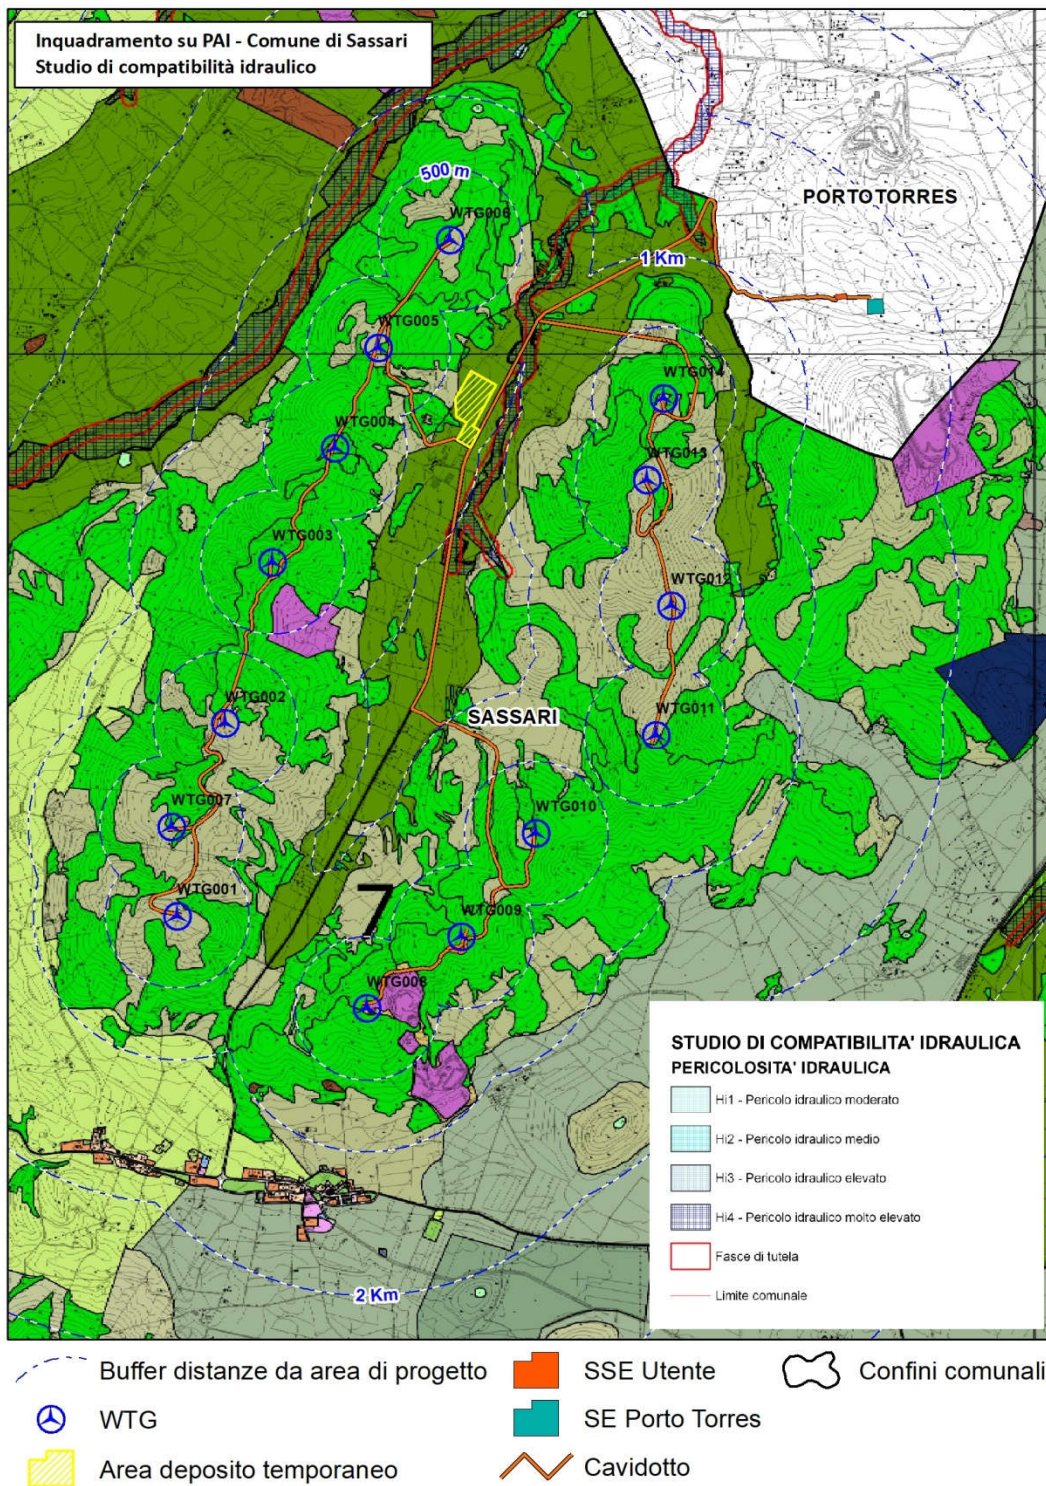 Inquadramento su PAI - Comune di Sassari
Studio di compatibilità idraulico
500 m
WTG006
PORTOTORRES
1 Km
WTG005
WTG014
WTG004
WTG013
WTG003
WTG012
WTG002
SASSARI
WTG011
WTG007
WTG010
WTG001
7
WTG009
WTG008
2 Km
STUDIO DI COMPATIBILITA' IDRAULICA
PERICOLOSITA' IDRAULICA
Hi1 - Pericolo idraulico moderato
Hi2 - Pericolo idraulico medio
Hi3 - Pericolo idraulico elevato
Hi4 - Pericolo idraulico molto elevato
Fasce di tutela
Limite comunale
Buffer distanze da area di progetto
SSE Utente
Confini comunali
WTG
SE Porto Torres
Area deposito temporaneo
Cavidotto